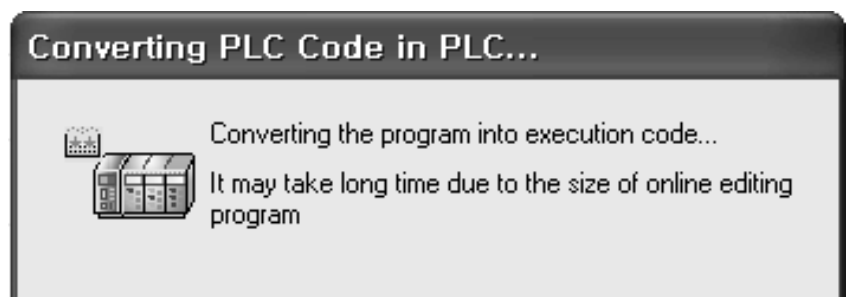 Converting PLC Code in PLC...
Converting the program into execution code...
It may take long time due to the size of online editing
program